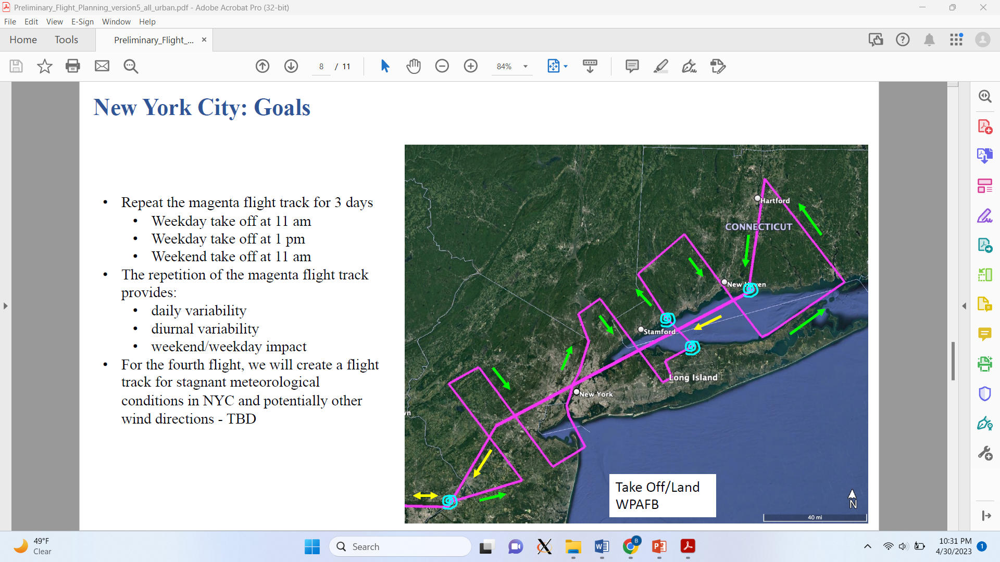 Preliminary_Flight_Planning_version5_all_urban.pdf - Adobe Acrobat Pro (32-bit)
File Edit View E-Sign Window Help
Home Tools Preliminary_Flight_...
8 / 11
84%
New York City: Goals
• Repeat the magenta flight track for 3 days
• Weekday take off at 11 am
• Weekday take off at 1 pm
• Weekend take off at 11 am
• The repetition of the magenta flight track
provides:
• daily variability
• diurnal variability
• weekend/weekday impact
• For the fourth flight, we will create a flight
track for stagnant meteorological
conditions in NYC and potentially other
wind directions - TBD
Hartford
CONNECTICUT
New Haven
Stamford
Long Island
New York
Take Off/Land
WPAFB
N
40 mi
49°F
Clear
Search
B
10:31 PM
4/30/2023
1